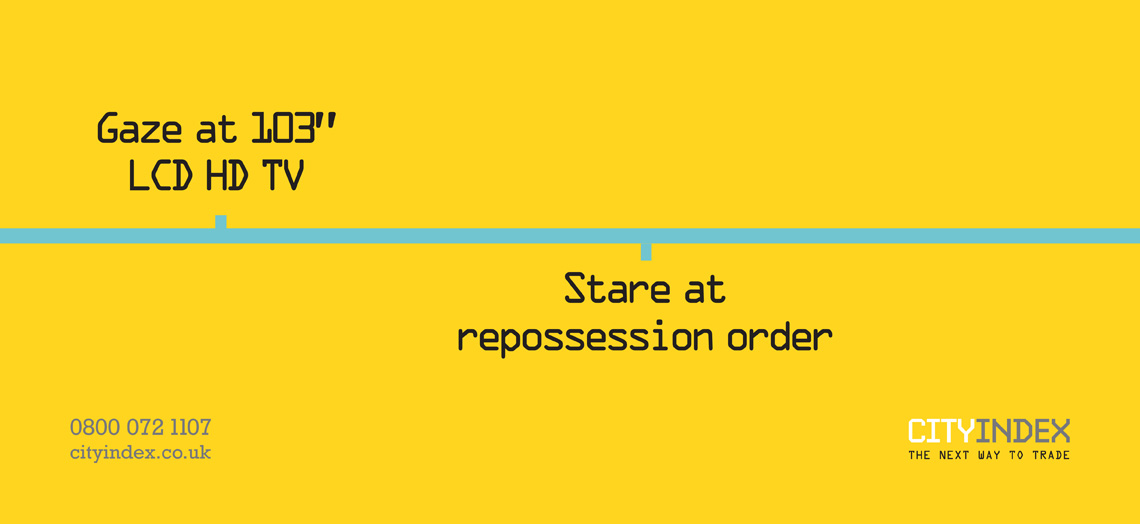 Gaze at 103"
LCD HD TV
Stare at
repossession order
0800 072 1107
cityindex.co.uk
CITYINDEX
THE NEXT WAY TO TRADE